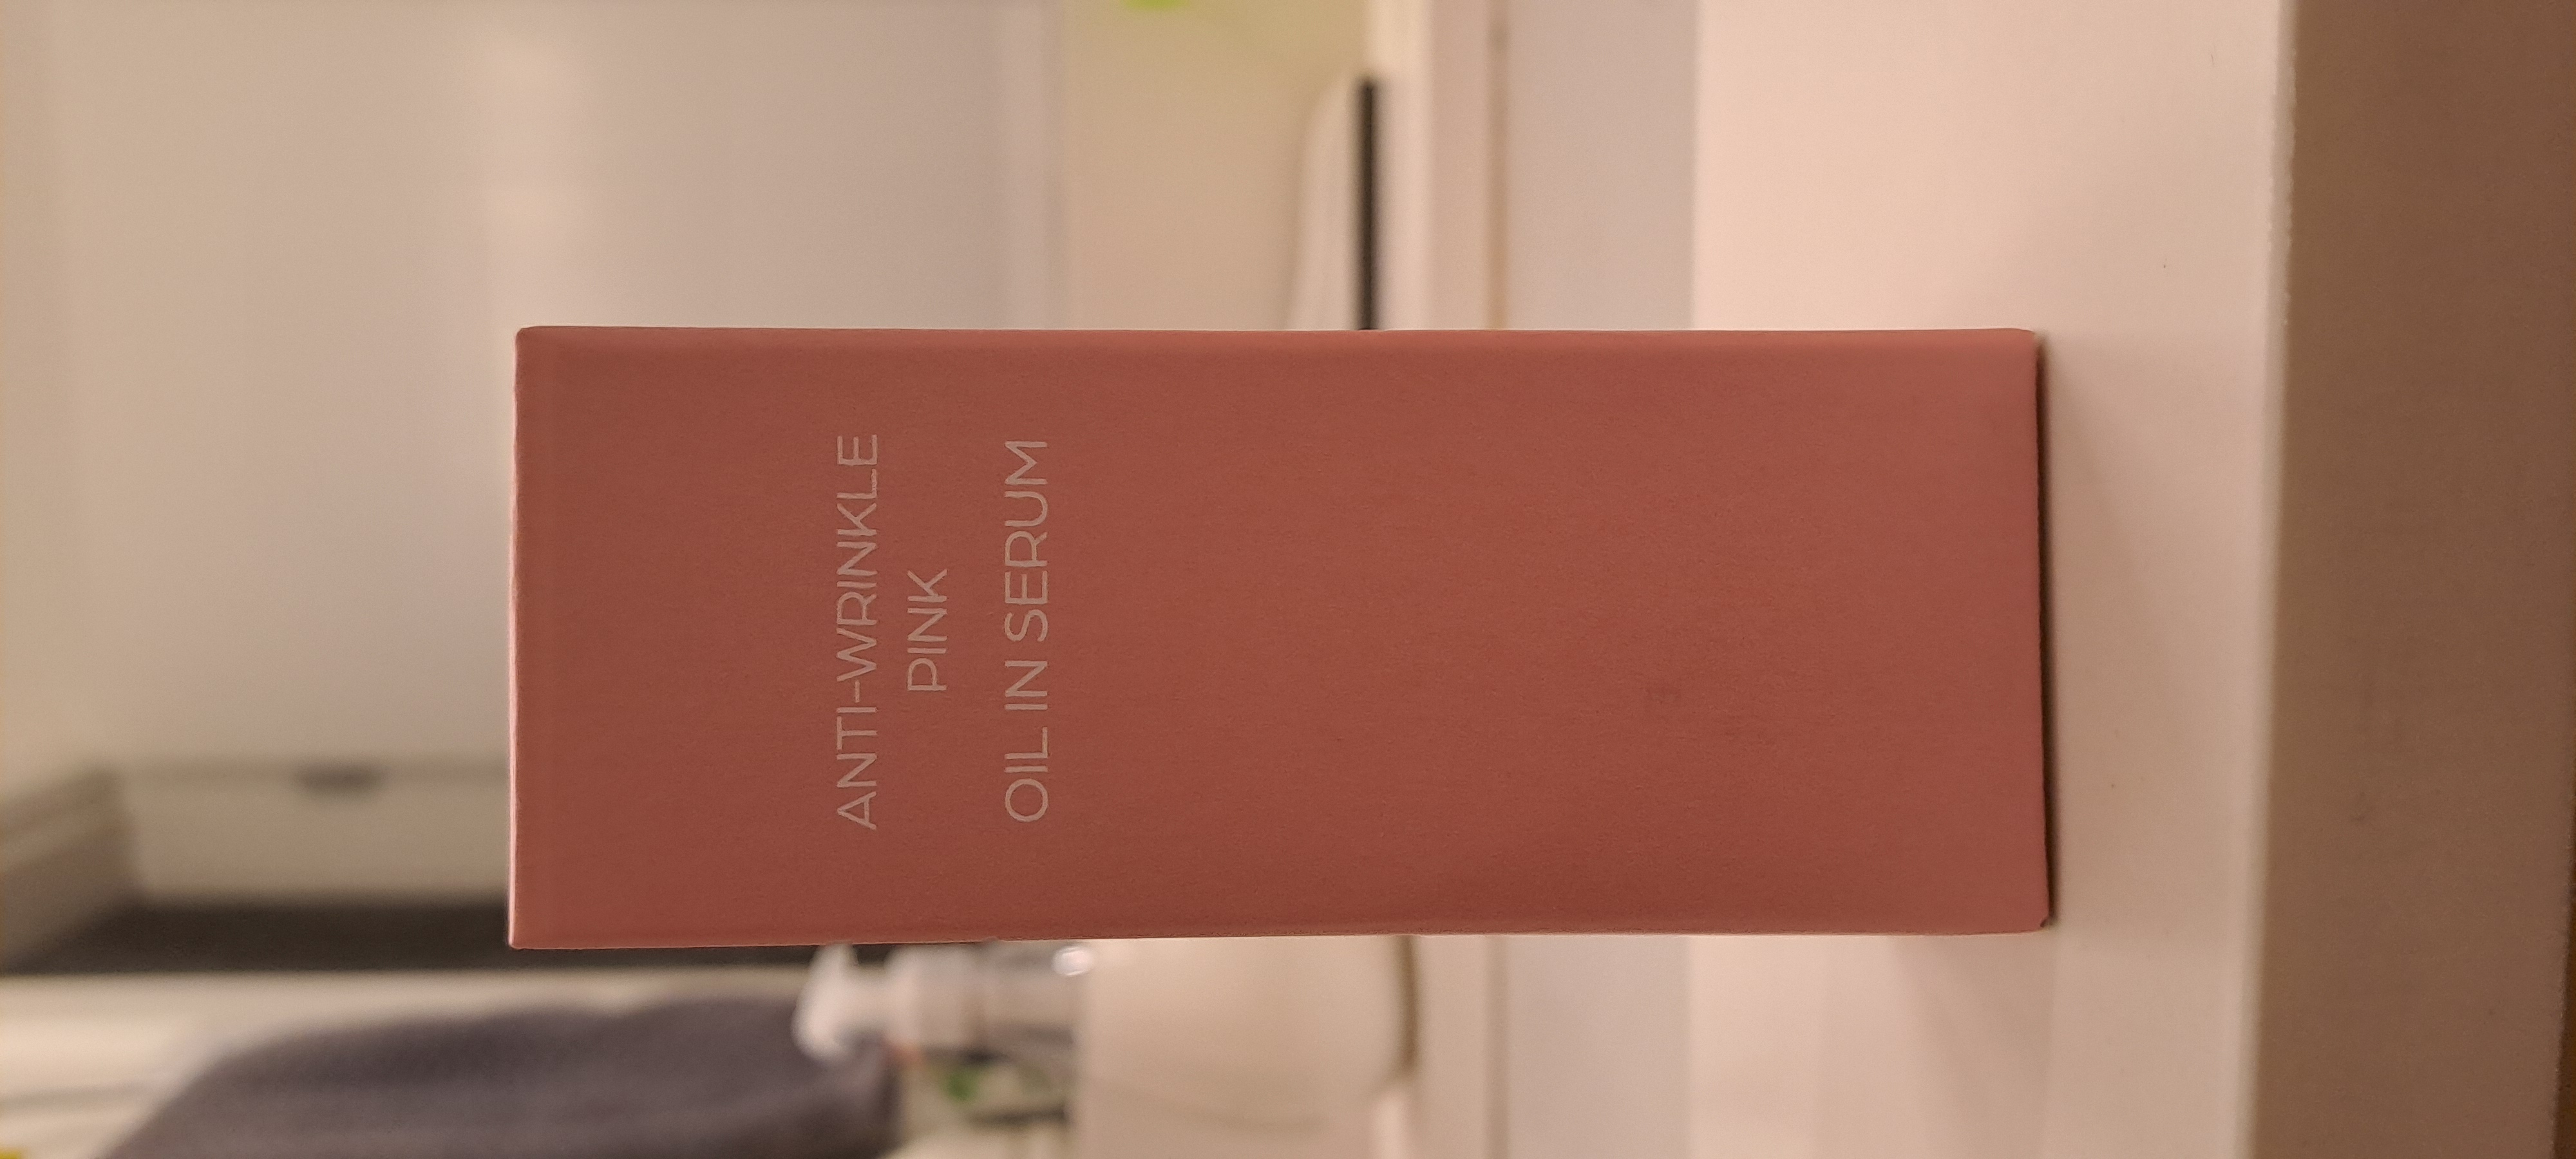 ANTI-WRINKLE
PINK
OIL IN SERUM